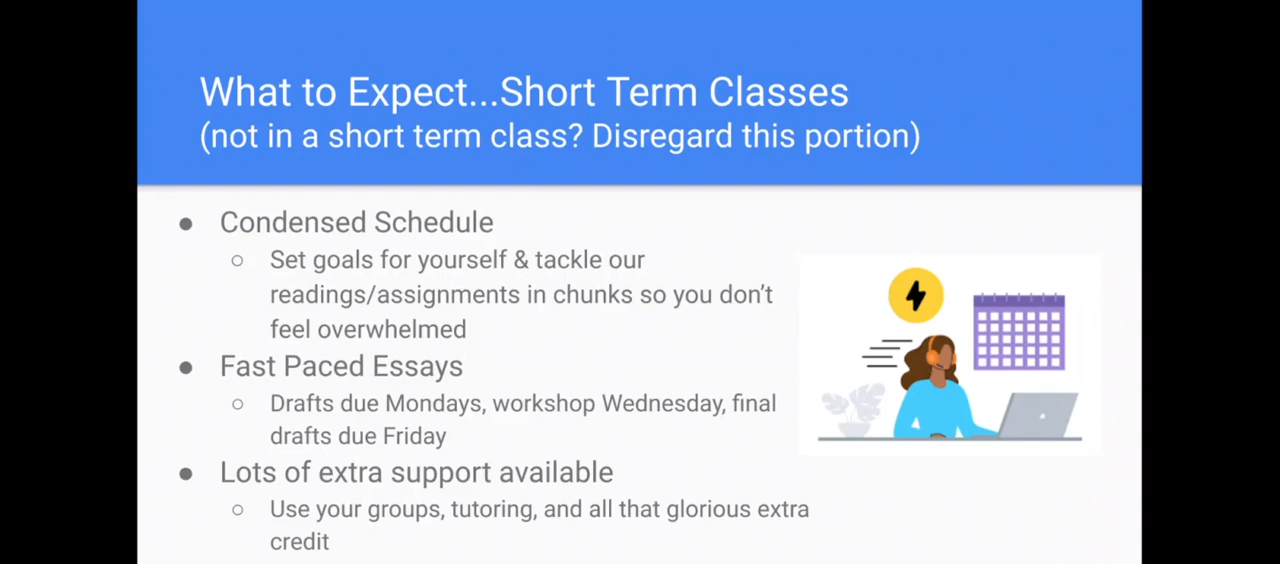 What to Expect...Short Term Classes
(not in a short term class? Disregard this portion)
● Condensed Schedule
○ Set goals for yourself & tackle our
readings/assignments in chunks so you don't
feel overwhelmed
● Fast Paced Essays
○ Drafts due Mondays, workshop Wednesday, final
drafts due Friday
● Lots of extra support available
○ Use your groups, tutoring, and all that glorious extra
credit